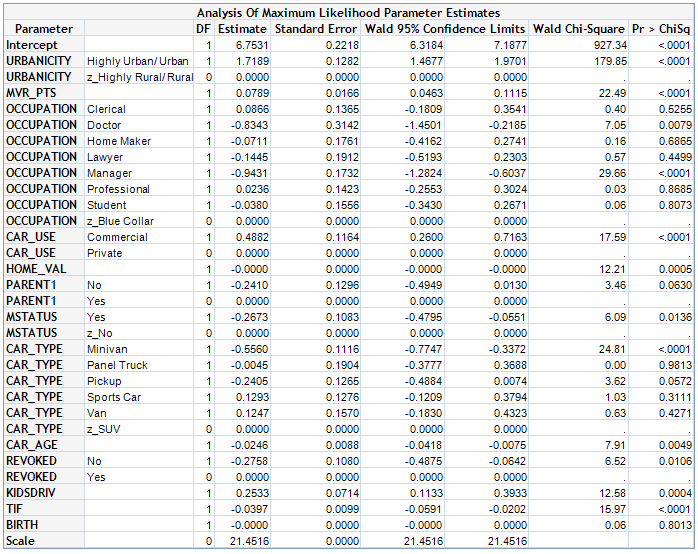 Analysis Of Maximum Likelihood Parameter Estimates
Parameter DF Estimate Standard Error Wald 95% Confidence Limits Wald Chi-Square Pr > ChiSq
Intercept 1 6.7531 0.2218 6.3184 7.1877 927.34 <.0001
URBANICITY Highly Urban/ Urban 1 1.7189 0.1282 1.4677 1.9701 179.85 <.0001
URBANICITY z_Highly Rural/ Rural 0 0.0000 0.0000 0.0000 0.0000 . .
MVR_PTS 1 0.0789 0.0166 0.0463 0.1115 22.49 <.0001
OCCUPATION Clerical 1 0.0866 0.1365 -0.1809 0.3541 0.40 0.5255
OCCUPATION Doctor 1 -0.8343 0.3142 -1.4501 -0.2185 7.05 0.0079
OCCUPATION Home Maker 1 -0.0711 0.1761 -0.4162 0.2741 0.16 0.6865
OCCUPATION Lawyer 1 -0.1445 0.1912 -0.5193 0.2303 0.57 0.4499
OCCUPATION Manager 1 -0.9431 0.1732 -1.2824 -0.6037 29.66 <.0001
OCCUPATION Professional 1 0.0236 0.1423 -0.2553 0.3024 0.03 0.8685
OCCUPATION Student 1 -0.0380 0.1556 -0.3430 0.2671 0.06 0.8073
OCCUPATION z_Blue Collar 0 0.0000 0.0000 0.0000 0.0000 . .
CAR_USE Commercial 1 0.4882 0.1164 0.2600 0.7163 17.59 <.0001
CAR_USE Private 0 0.0000 0.0000 0.0000 0.0000 . .
HOME_VAL 1 -0.0000 0.0000 -0.0000 -0.0000 12.21 0.0005
PARENT1 No 1 -0.2410 0.1296 -0.4949 0.0130 3.46 0.0630
PARENT1 Yes 0 0.0000 0.0000 0.0000 0.0000 . .
MSTATUS Yes 1 -0.2673 0.1083 -0.4795 -0.0551 6.09 0.0136
MSTATUS z_No 0 0.0000 0.0000 0.0000 0.0000 . .
CAR_TYPE Minivan 1 -0.5560 0.1116 -0.7747 -0.3372 24.81 <.0001
CAR_TYPE Panel Truck 1 -0.0045 0.1904 -0.3777 0.3688 0.00 0.9813
CAR_TYPE Pickup 1 -0.2405 0.1265 -0.4884 0.0074 3.62 0.0572
CAR_TYPE Sports Car 1 0.1293 0.1276 -0.1209 0.3794 1.03 0.3111
CAR_TYPE Van 1 0.1247 0.1570 -0.1830 0.4323 0.63 0.4271
CAR_TYPE z_SUV 0 0.0000 0.0000 0.0000 0.0000 . .
CAR_AGE 1 -0.0246 0.0088 -0.0418 -0.0075 7.91 0.0049
REVOKED No 1 -0.2758 0.1080 -0.4875 -0.0642 6.52 0.0106
REVOKED Yes 0 0.0000 0.0000 0.0000 0.0000 . .
KIDSDRIV 1 0.2533 0.0714 0.1133 0.3933 12.58 0.0004
TIF 1 -0.0397 0.0099 -0.0591 -0.0202 15.97 <.0001
BIRTH 1 -0.0000 0.0000 -0.0000 0.0000 0.06 0.8013
Scale 0 21.4516 0.0000 21.4516 21.4516